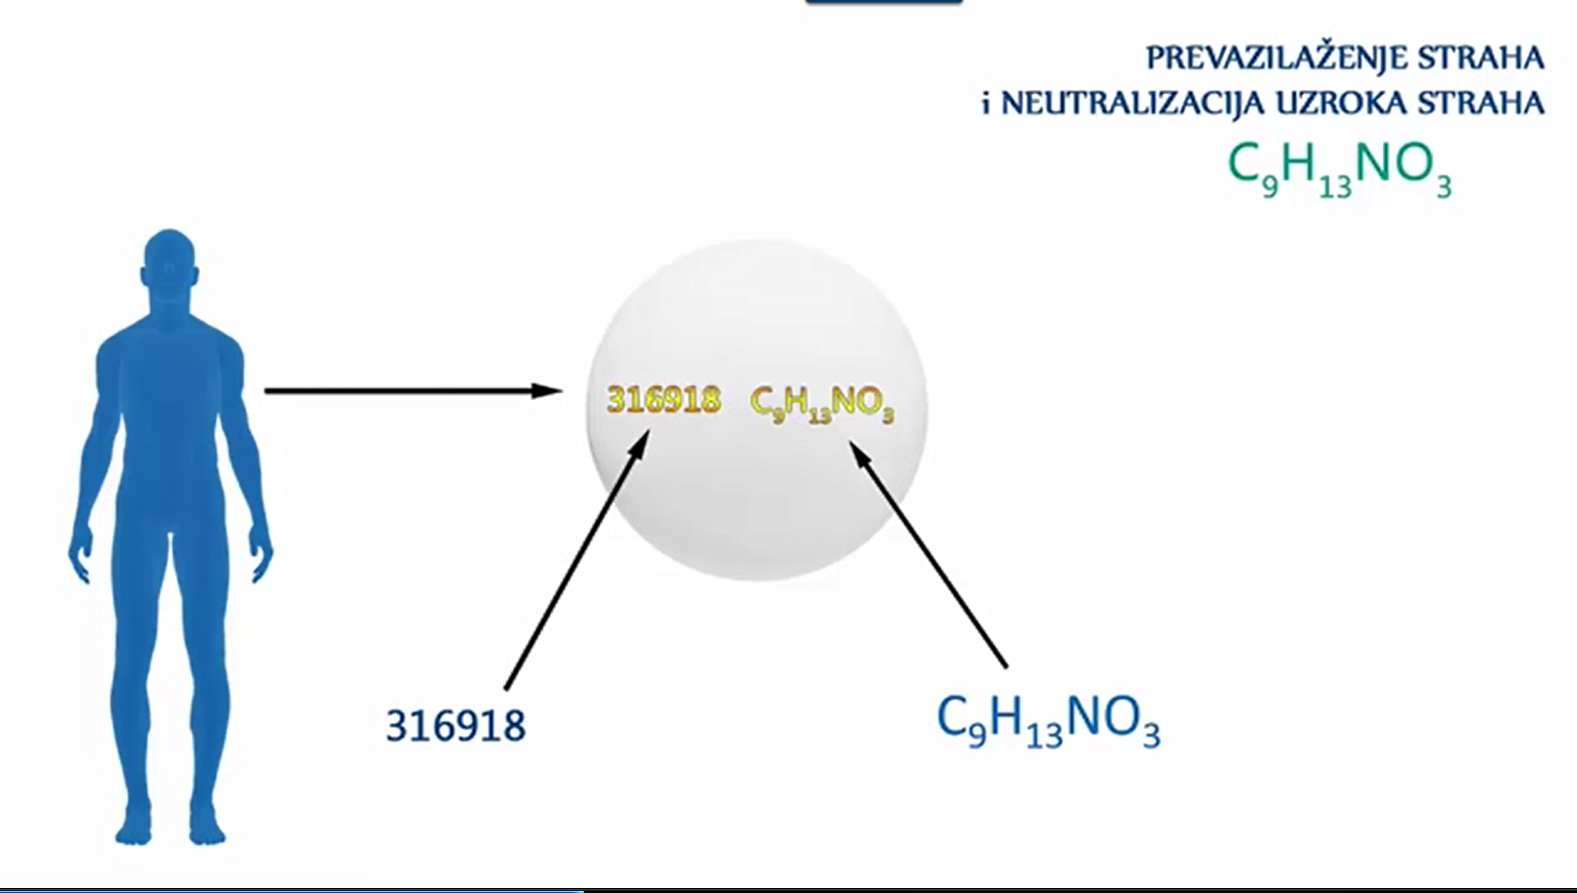 PREVAZILAŽENJE STRAHA
i NEUTRALIZACIJA UZROKA STRAHA
C₉H₁₃NO₃
316918 C₉H₁₃NO₃
316918
C₉H₁₃NO₃